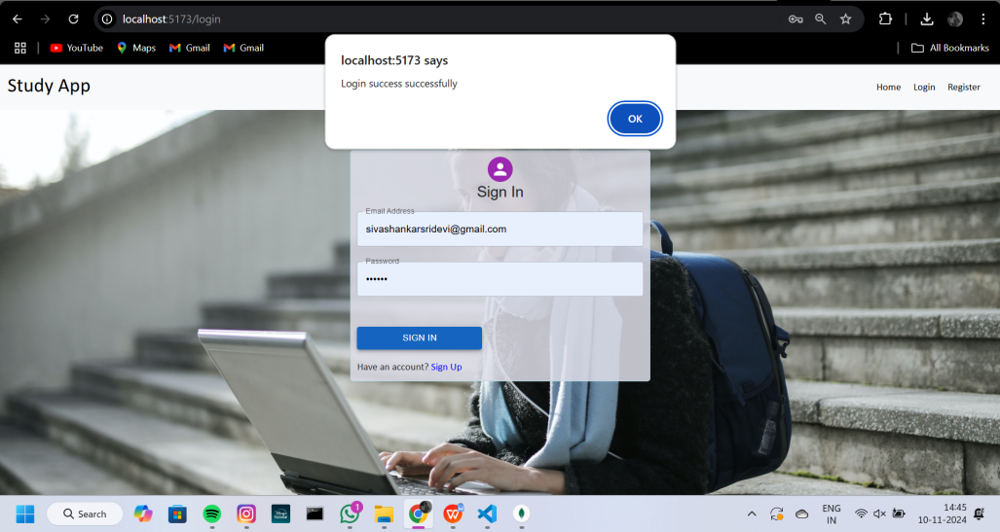 localhost:5173/login
YouTube Maps Gmail Gmail All Bookmarks
localhost:5173 says
Login success successfully
OK
Study App
Home Login Register
Sign In
Email Address
sivashankarsridevi@gmail.com
Password
••••••
SIGN IN
Have an account? Sign Up
Search
1
ENG
IN
14:45
10-11-2024